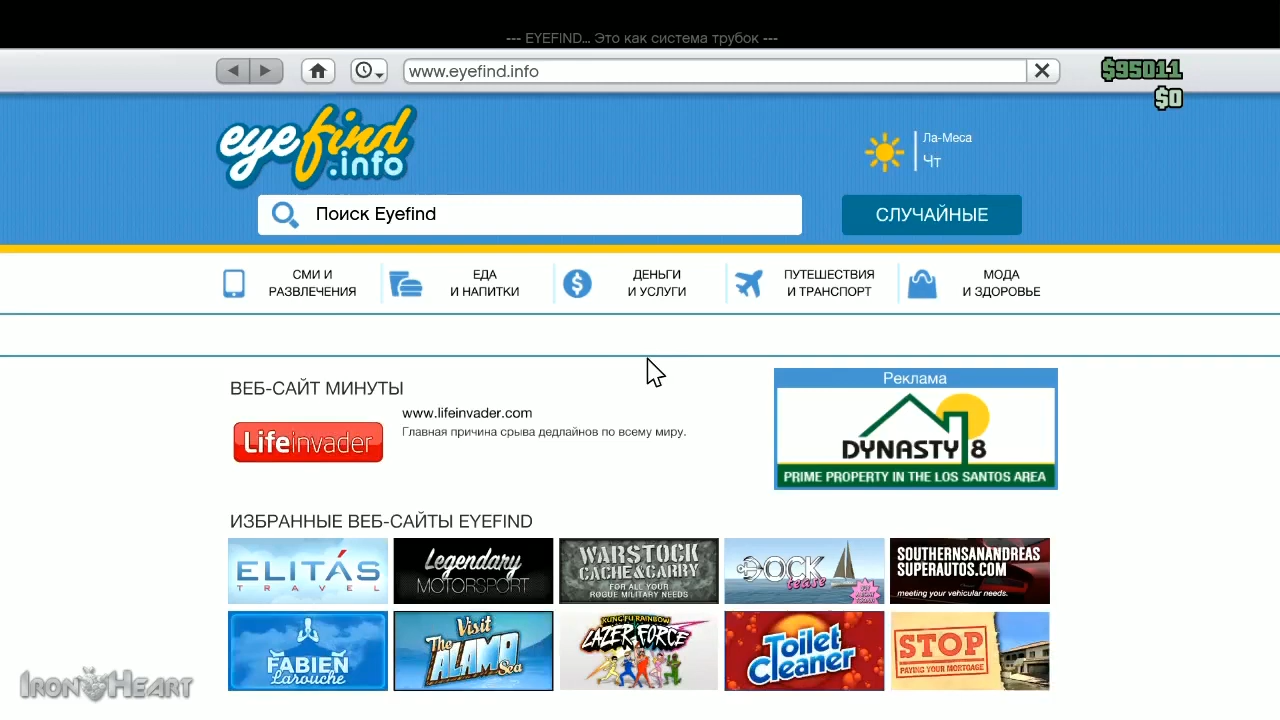 --- EYEFIND... Это как система трубок ---
www.eyefind.info
$95011
$0
eyefind
.info
Ла-Меса
Чт
Поиск Eyefind
СЛУЧАЙНЫЕ
СМИ И
РАЗВЛЕЧЕНИЯ
ЕДА
И НАПИТКИ
ДЕНЬГИ
И УСЛУГИ
ПУТЕШЕСТВИЯ
И ТРАНСПОРТ
МОДА
И ЗДОРОВЬЕ
ВЕБ-САЙТ МИНУТЫ
Lifeinvader
www.lifeinvader.com
Главная причина срыва дедлайнов по всему миру.
Реклама
DYNASTY 8
PRIME PROPERTY IN THE LOS SANTOS AREA
ИЗБРАННЫЕ ВЕБ-САЙТЫ EYEFIND
ELITÁS
TRAVEL
Legendary
MOTORSPORT
WARSTOCK
CACHE & CARRY
FOR ALL YOUR
ROGUE MILITARY NEEDS
DOCK
tease
SOUTHERNSANANDREAS
SUPERAUTOS.COM
meeting your vehicular needs.
FABIEN
Larouche
Visit
The
ALAMO
Sea
KUNG FU RAINBOW
LAZER FORCE
Toilet
Cleaner
STOP
PAYING YOUR MORTGAGE
IRON HEART